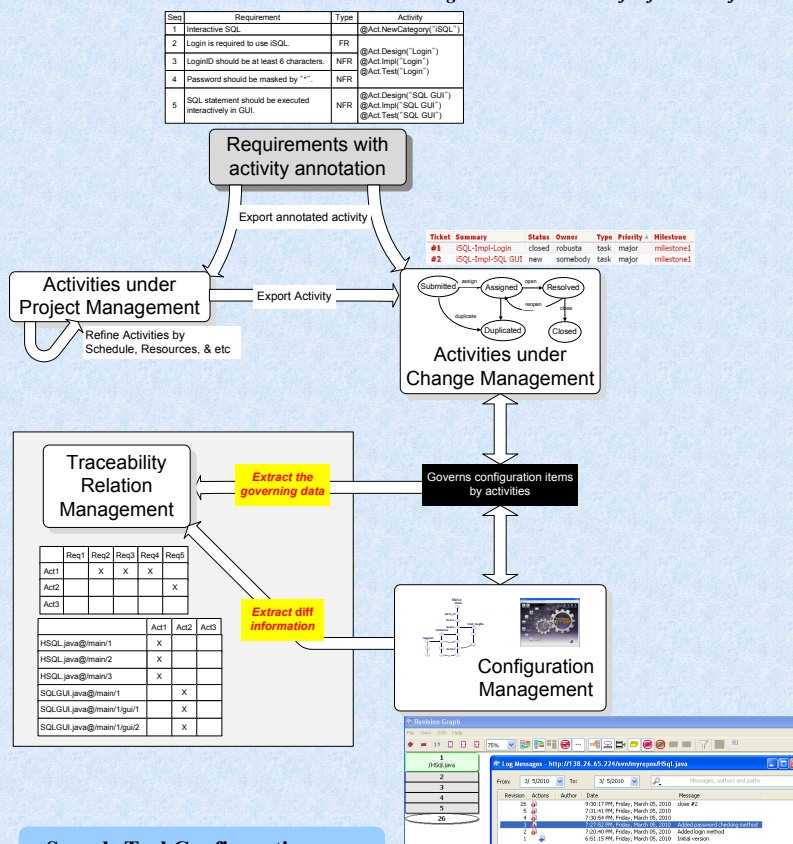 Seq Requirement Type Activity
1 Interactive SQL @Act.NewCategory("iSQL")
2 Login is required to use iSQL. FR
3 LoginID should be at least 6 characters. NFR
4 Password should be masked by "*". NFR
@Act.Design("Login")
@Act.Impl("Login")
@Act.Test("Login")
5 SQL statement should be executed
interactively in GUI. NFR
@Act.Design("SQL GUI")
@Act.Impl("SQL GUI")
@Act.Test("SQL GUI")
Requirements with
activity annotation
Export annotated activity
Ticket Summary Status Owner Type Priority Milestone
#1 iSQL-Impl-Login closed robusta task major milestone1
#2 iSQL-Impl-SQL GUI new somebody task major milestone1
Activities under
Project Management
Export Activity
Refine Activities by
Schedule, Resources, & etc
Submitted assign Assigned open Resolved
reopen
close
duplicate
Duplicated Closed
Activities under
Change Management
Traceability
Relation
Management
Extract the
governing data
Governs configuration items
by activities
Req1 Req2 Req3 Req4 Req5
Act1 X X X
Act2 X
Act3
Extract diff
information
Act1 Act2 Act3
HSQL.java@/main/1 X
HSQL.java@/main/2 X
HSQL.java@/main/3 X
SQLGUI.java@/main/1 X
SQLGUI.java@/main/1/gui/1 X
SQLGUI.java@/main/1/gui/2 X
Configuration
Management
Revision Graph
File View SVN Help
75%
1
/HSql.java
2
3
4
5
26
Log Messages - http://138.26.65.224/svn/myrepos/HSql.java
From: 3/ 5/2010 To: 3/ 5/2010 Messages, authors and paths
Revision Actions Author Date Message
26 9:30:17 PM, Friday, March 05, 2010 close #2
5 7:31:41 PM, Friday, March 05, 2010
4 7:30:54 PM, Friday, March 05, 2010
3 7:27:52 PM, Friday, March 05, 2010 Added password checking method
2 7:20:40 PM, Friday, March 05, 2010 Added login method
1 6:51:15 PM, Friday, March 05, 2010 Initial version